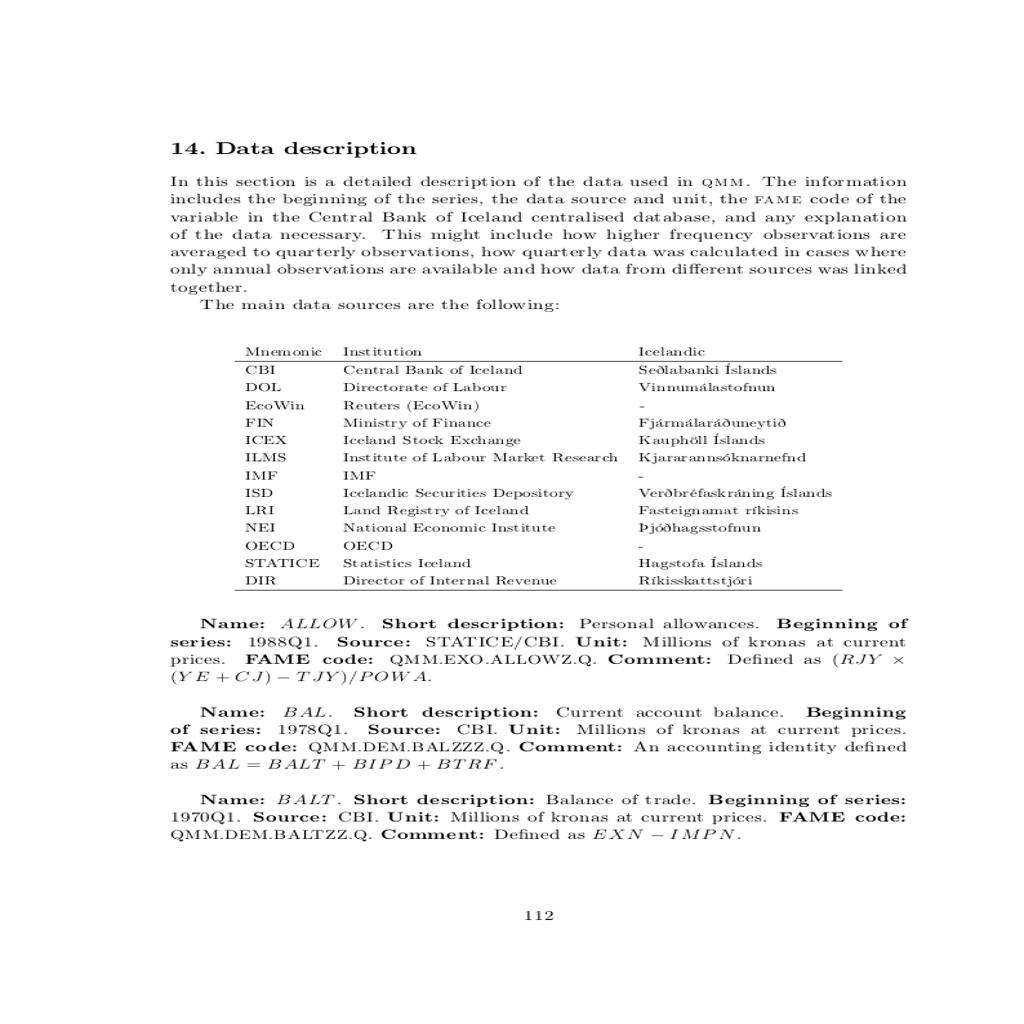 14. Data description
In this section is a detailed description of the data used in QMM. The information
includes the beginning of the series, the data source and unit, the FAME code of the
variable in the Central Bank of Iceland centralised database, and any explanation
of the data necessary. This might include how higher frequency observations are
averaged to quarterly observations, how quarterly data was calculated in cases where
only annual observations are available and how data from different sources was linked
together.
The main data sources are the following:
Mnemonic Institution Icelandic
CBI Central Bank of Iceland Seðlabanki Íslands
DOL Directorate of Labour Vinnumálastofnun
EcoWin Reuters (EcoWin) -
FIN Ministry of Finance Fjármálaráðuneytið
ICEX Iceland Stock Exchange Kauphöll Íslands
ILMS Institute of Labour Market Research Kjararannsóknarnefnd
IMF IMF -
ISD Icelandic Securities Depository Verðbréfaskráning Íslands
LRI Land Registry of Iceland Fasteignamat ríkisins
NEI National Economic Institute Þjóðhagsstofnun
OECD OECD -
STATICE Statistics Iceland Hagstofa Íslands
DIR Director of Internal Revenue Ríkisskattstjóri
Name: ALLOW. Short description: Personal allowances. Beginning of
series: 1988Q1. Source: STATICE/CBI. Unit: Millions of kronas at current
prices. FAME code: QMM.EXO.ALLOWZ.Q. Comment: Defined as (RJY ×
(YE + CJ) − TJY)/POWA.
Name: BAL. Short description: Current account balance. Beginning
of series: 1978Q1. Source: CBI. Unit: Millions of kronas at current prices.
FAME code: QMM.DEM.BALZZZ.Q. Comment: An accounting identity defined
as BAL = BALT + BIPD + BTRF.
Name: BALT. Short description: Balance of trade. Beginning of series:
1970Q1. Source: CBI. Unit: Millions of kronas at current prices. FAME code:
QMM.DEM.BALTZZ.Q. Comment: Defined as EXN − IMPN.
112